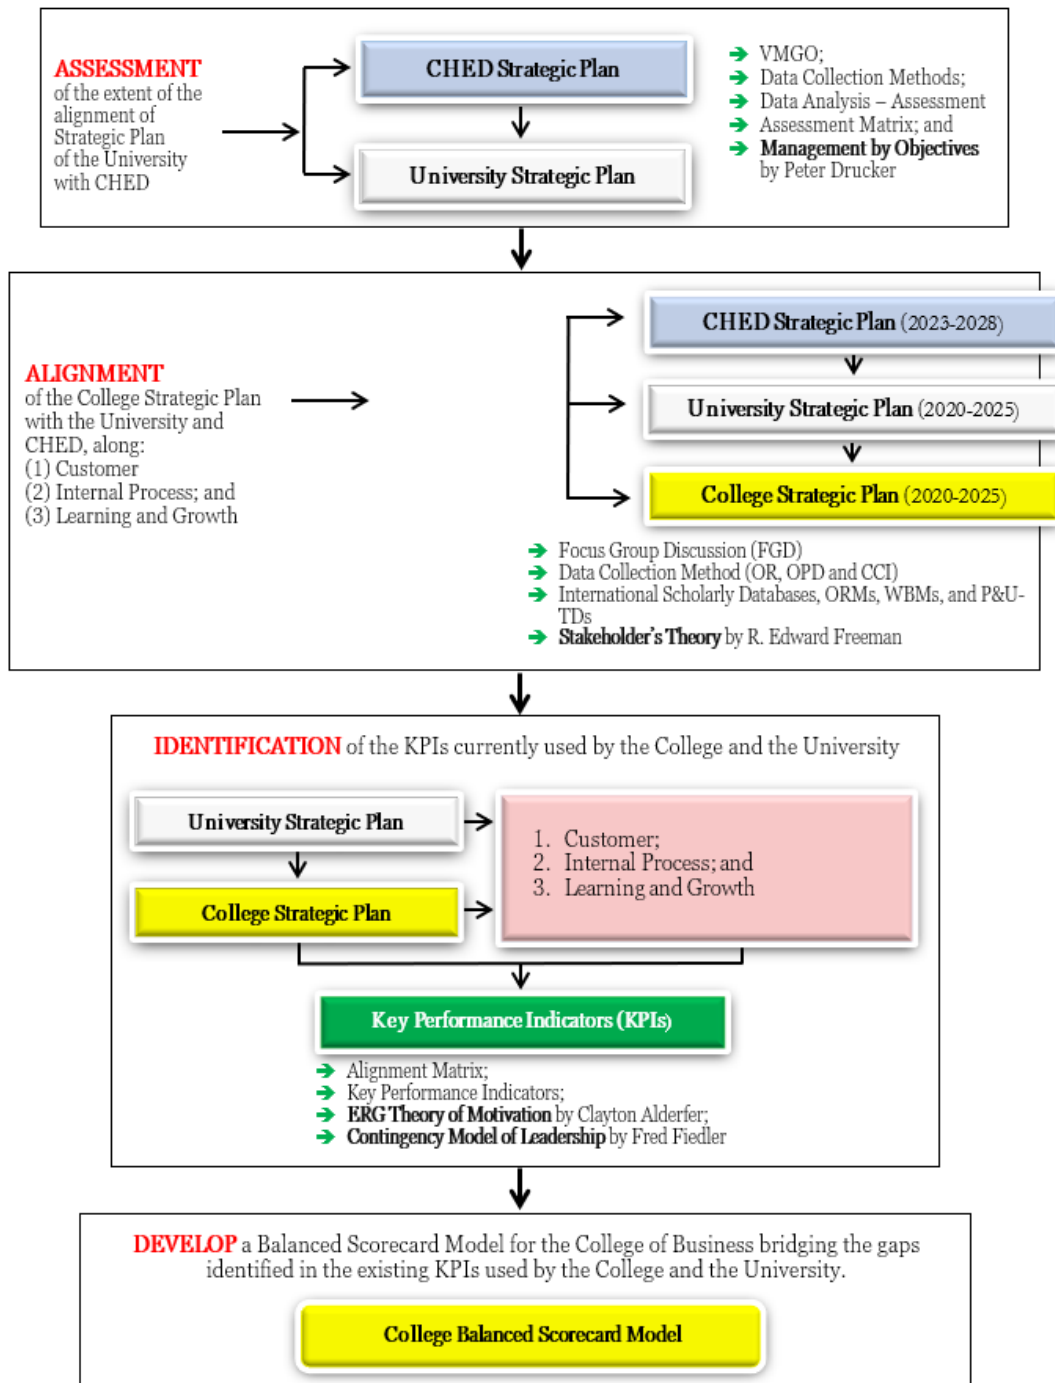 ASSESSMENT
of the extent of the
alignment of
Strategic Plan
of the University
with CHED
CHED Strategic Plan
University Strategic Plan
VMGO;
Data Collection Methods;
Data Analysis – Assessment
Assessment Matrix; and
Management by Objectives
by Peter Drucker
ALIGNMENT
of the College Strategic Plan
with the University and
CHED, along:
(1) Customer
(2) Internal Process; and
(3) Learning and Growth
CHED Strategic Plan (2023-2028)
University Strategic Plan (2020-2025)
College Strategic Plan (2020-2025)
Focus Group Discussion (FGD)
Data Collection Method (OR, OPD and CCI)
International Scholarly Databases, ORMs, WBMs, and P&U-
TDs
Stakeholder's Theory by R. Edward Freeman
IDENTIFICATION of the KPIs currently used by the College and the University
University Strategic Plan
College Strategic Plan
1. Customer;
2. Internal Process; and
3. Learning and Growth
Key Performance Indicators (KPIs)
Alignment Matrix;
Key Performance Indicators;
ERG Theory of Motivation by Clayton Alderfer;
Contingency Model of Leadership by Fred Fiedler
DEVELOP a Balanced Scorecard Model for the College of Business bridging the gaps
identified in the existing KPIs used by the College and the University.
College Balanced Scorecard Model